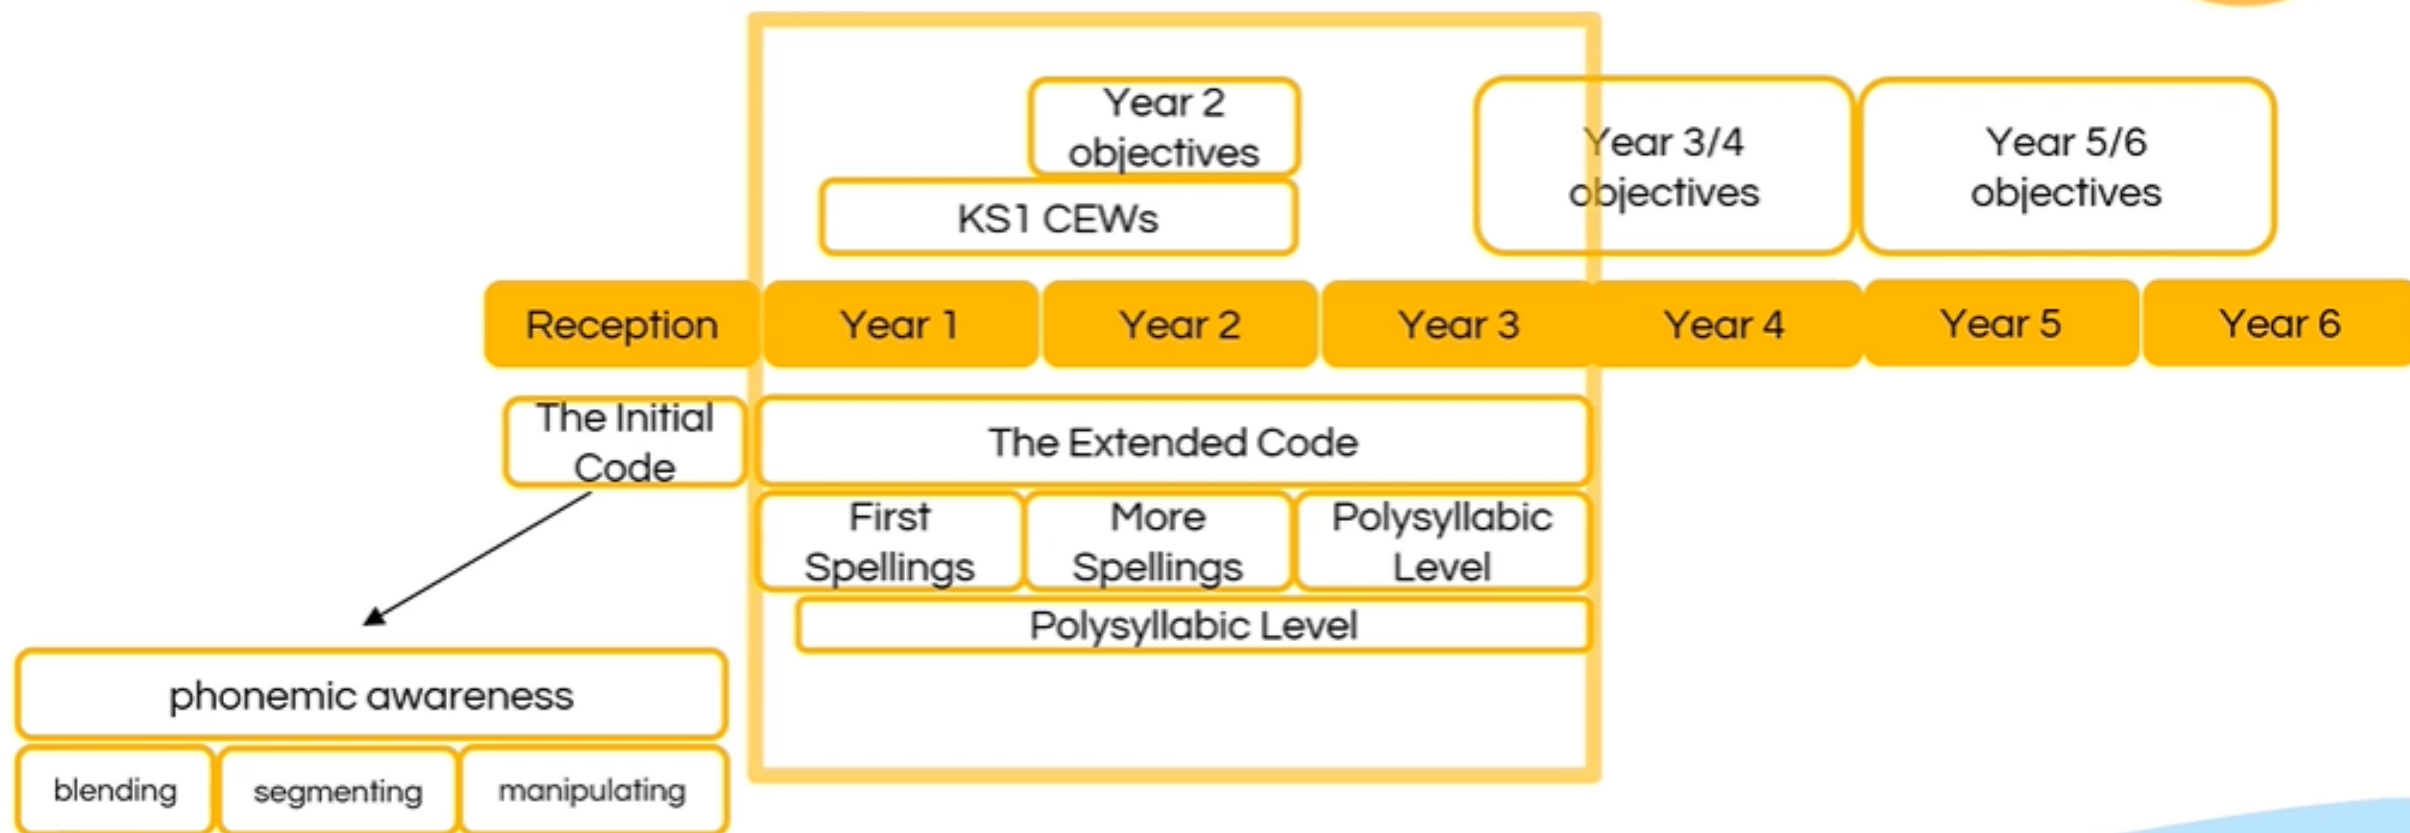 Year 2
objectives
KS1 CEWs
Year 3/4
objectives
Year 5/6
objectives
Reception
Year 1
Year 2
Year 3
Year 4
Year 5
Year 6
The Initial
Code
The Extended Code
First
Spellings
More
Spellings
Polysyllabic
Level
Polysyllabic Level
phonemic awareness
blending
segmenting
manipulating